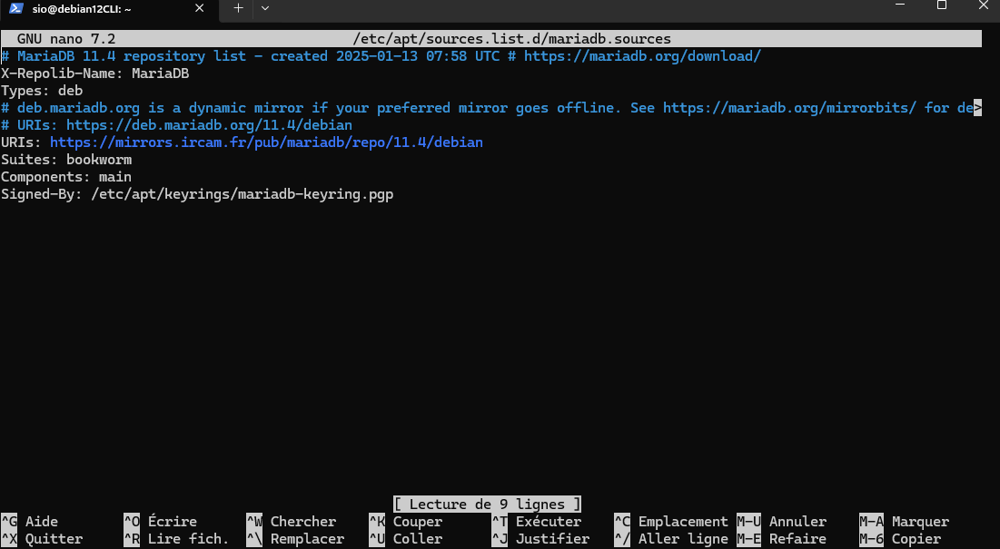 sio@debian12CLI: ~
GNU nano 7.2 /etc/apt/sources.list.d/mariadb.sources
# MariaDB 11.4 repository list - created 2025-01-13 07:58 UTC # https://mariadb.org/download/
X-Repolib-Name: MariaDB
Types: deb
# deb.mariadb.org is a dynamic mirror if your preferred mirror goes offline. See https://mariadb.org/mirrorbits/ for de>
# URIs: https://deb.mariadb.org/11.4/debian
URIs: https://mirrors.ircam.fr/pub/mariadb/repo/11.4/debian
Suites: bookworm
Components: main
Signed-By: /etc/apt/keyrings/mariadb-keyring.pgp
[ Lecture de 9 lignes ]
^G Aide ^O Écrire ^W Chercher ^K Couper ^T Exécuter ^C Emplacement M-U Annuler M-A Marquer
^X Quitter ^R Lire fich. ^\ Remplacer ^U Coller ^J Justifier ^/ Aller ligne M-E Refaire M-6 Copier